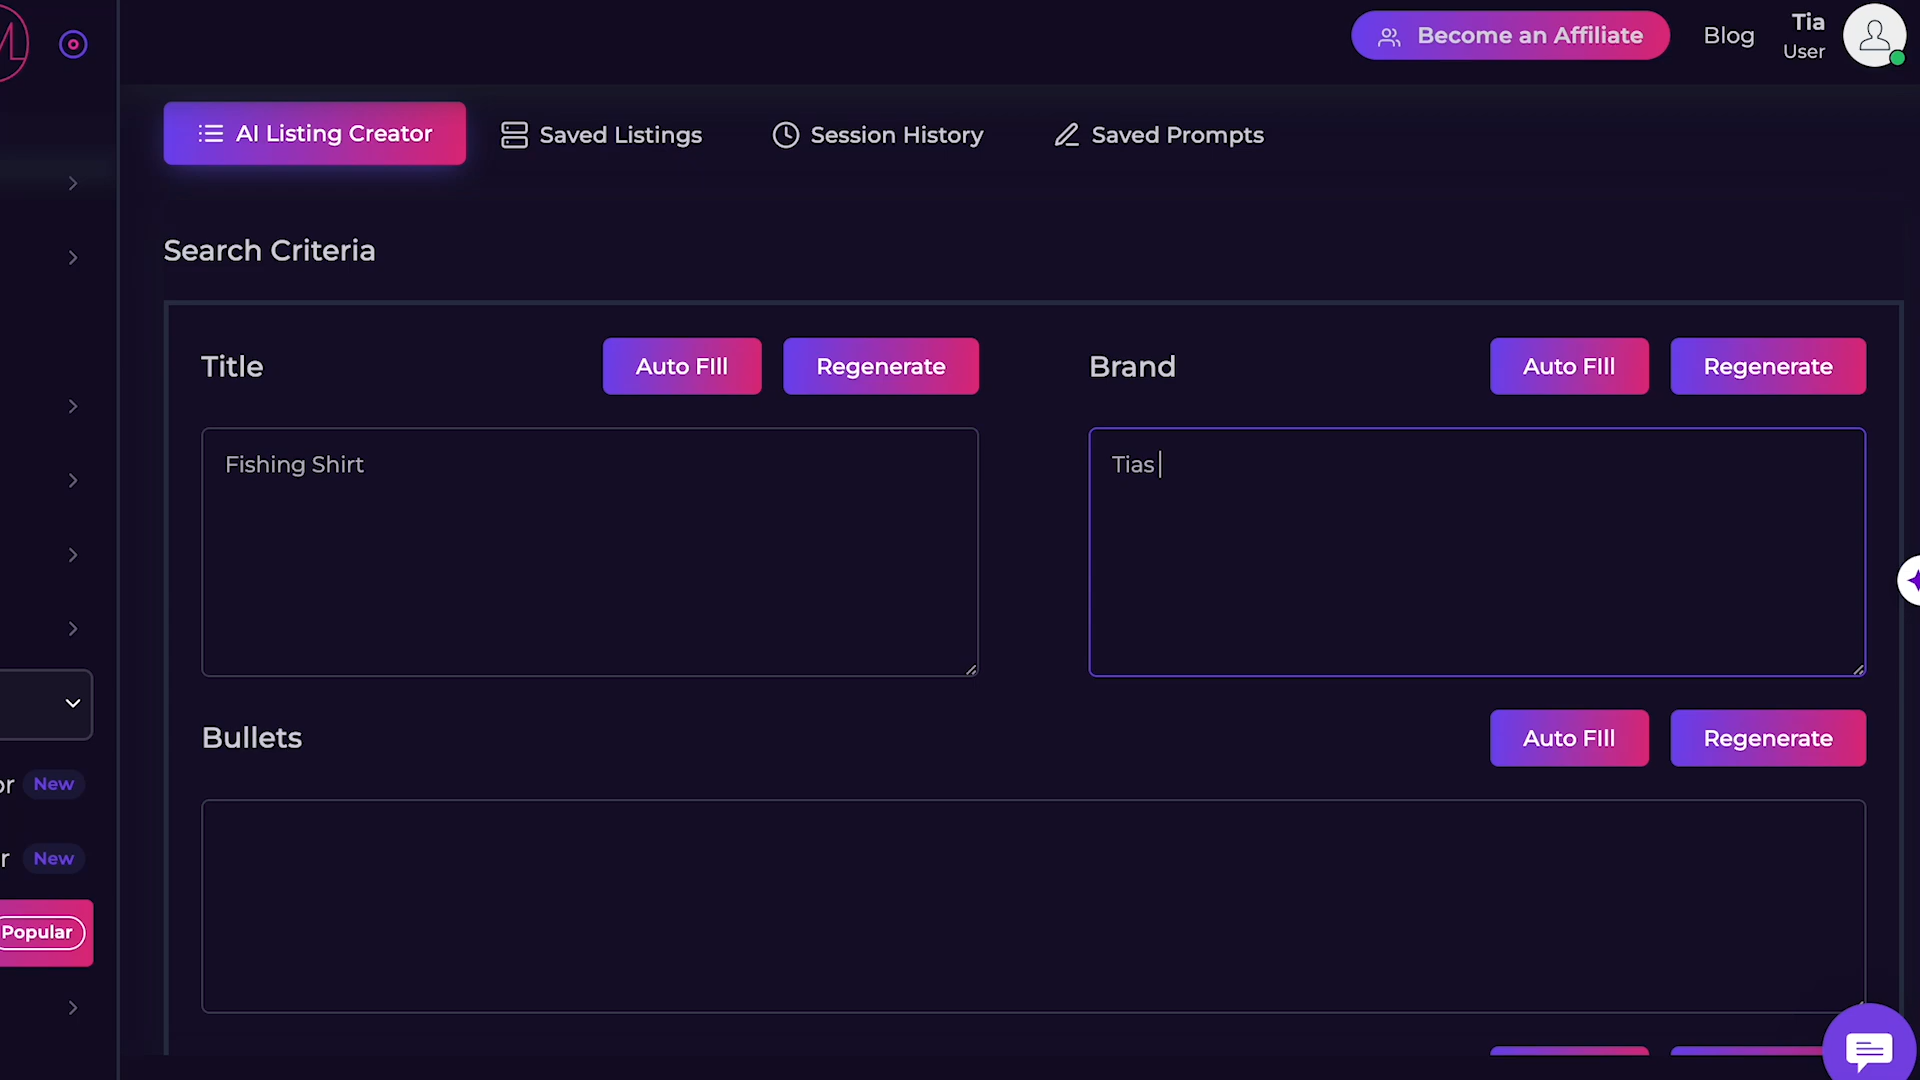 Become an Affiliate
Blog
Tia
User
AI Listing Creator
Saved Listings
Session History
Saved Prompts
Search Criteria
Title
Auto FIll
Regenerate
Brand
Auto FIll
Regenerate
Fishing Shirt
Tias
Bullets
Auto FIll
Regenerate
or New
r New
Popular